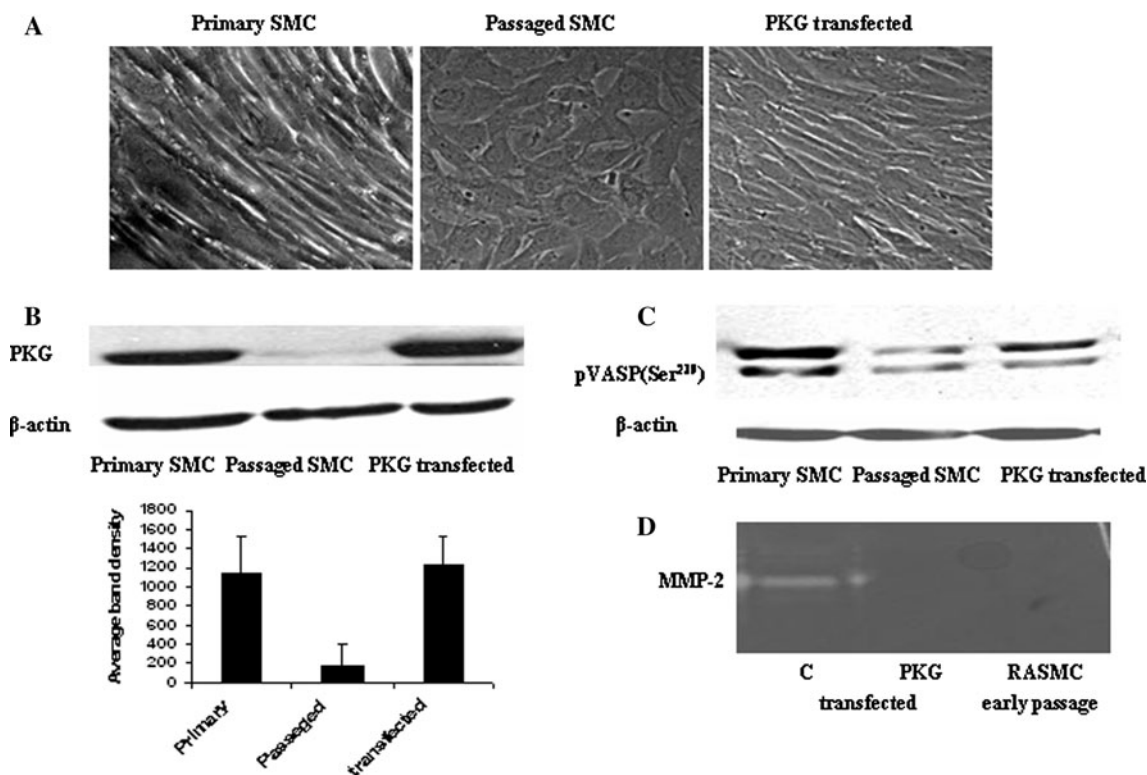 A
Primary SMC Passaged SMC PKG transfected
B
PKG
β-actin
Primary SMC Passaged SMC PKG transfected
1800
1600
1400
1200
1000
800
600
400
200
0
Average band density
Primary
Passeged
transfected
C
pVASP(Ser²³⁹)
β-actin
Primary SMC Passaged SMC PKG transfected
D
MMP-2
C PKG RASMC
transfected early passage